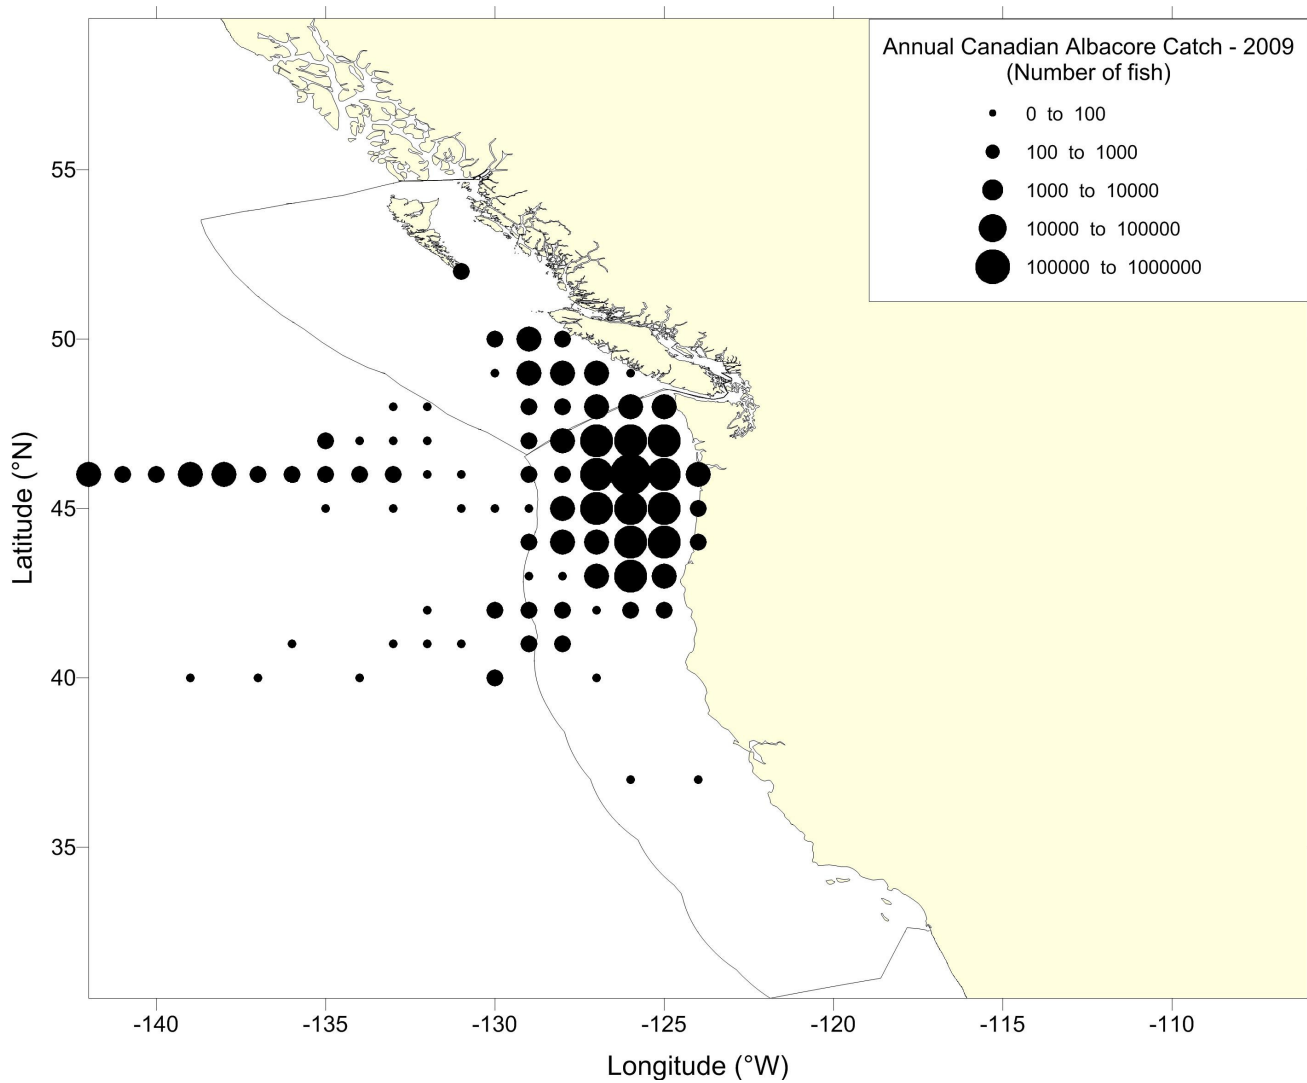 Annual Canadian Albacore Catch - 2009
(Number of fish)
0 to 100
100 to 1000
1000 to 10000
10000 to 100000
100000 to 1000000
55
50
45
40
35
Latitude (°N)
-140
-135
-130
-125
-120
-115
-110
Longitude (°W)